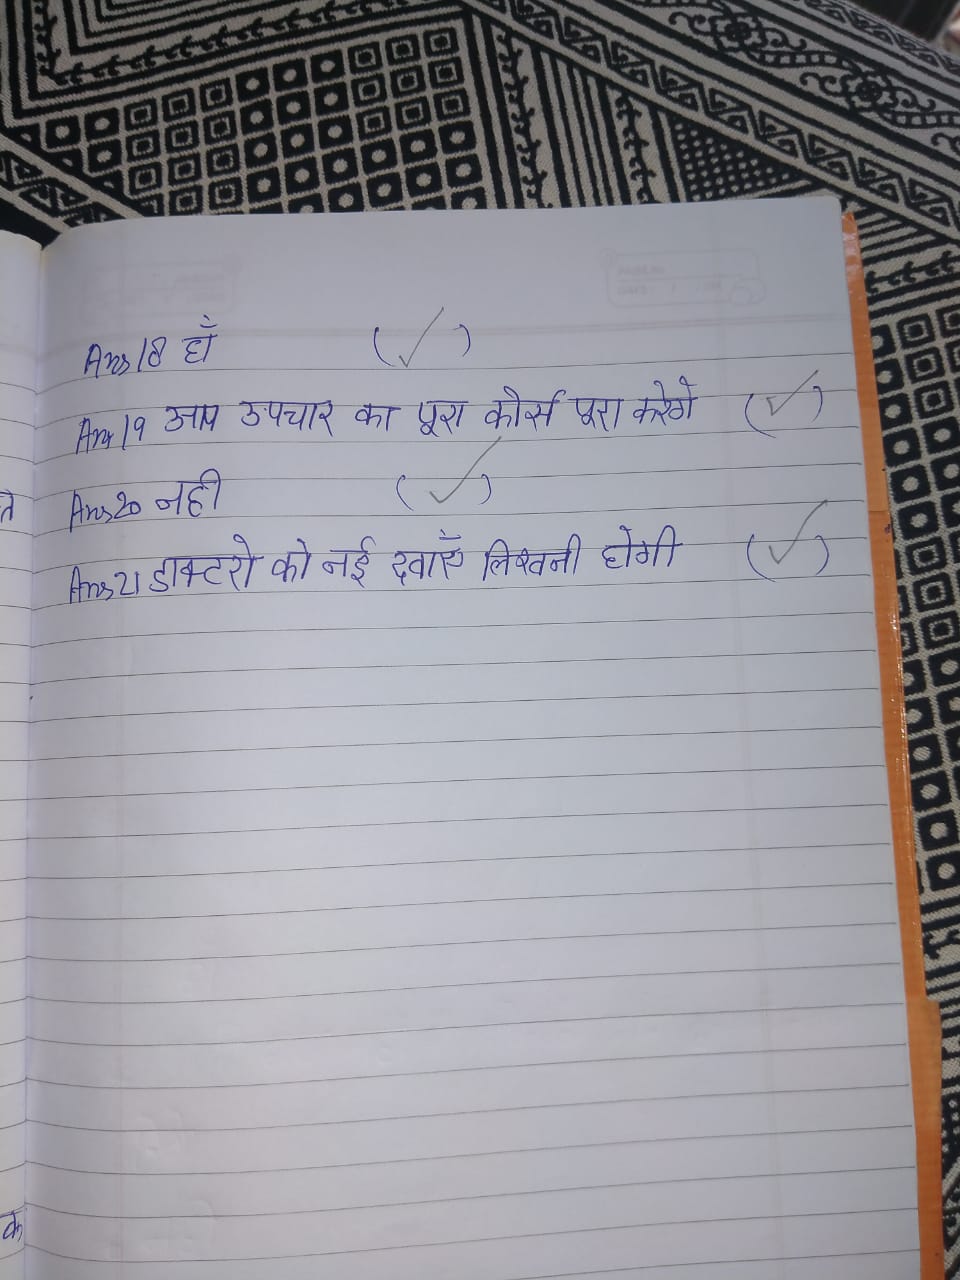 Ans 18 हाँ (✓)
Ans 19 आप उपचार का पूरा कोर्स पूरा करेगे (✓)
Ans 20 नही (✓)
Ans 21 डाक्टरो को नई दवाएँ लिखनी होगी (✓)
ते
के